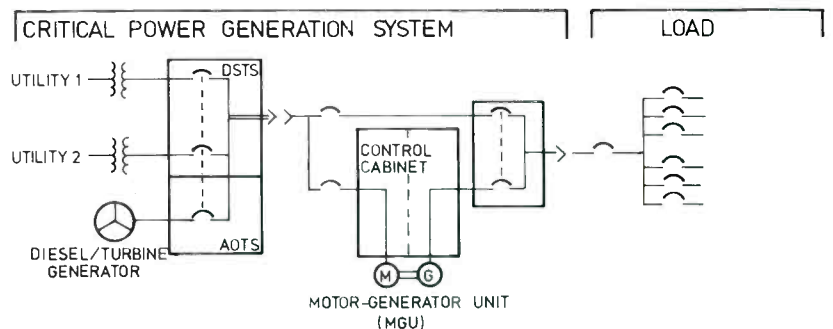 CRITICAL POWER GENERATION SYSTEM
LOAD
UTILITY 1
DSTS
UTILITY 2
CONTROL
CABINET
AOTS
DIESEL/TURBINE
GENERATOR
M
G
MOTOR-GENERATOR UNIT
(MGU)